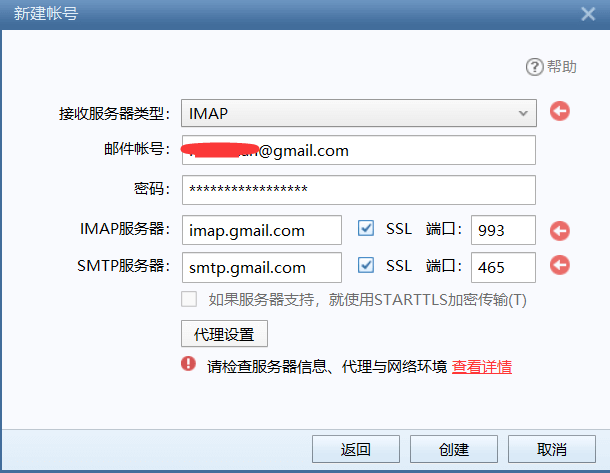 新建帐号
帮助
接收服务器类型： IMAP
邮件帐号： @gmail.com
密码： *****************
IMAP服务器： imap.gmail.com SSL 端口： 993
SMTP服务器： smtp.gmail.com SSL 端口： 465
如果服务器支持，就使用STARTTLS加密传输(T)
代理设置
请检查服务器信息、代理与网络环境 查看详情
返回 创建 取消